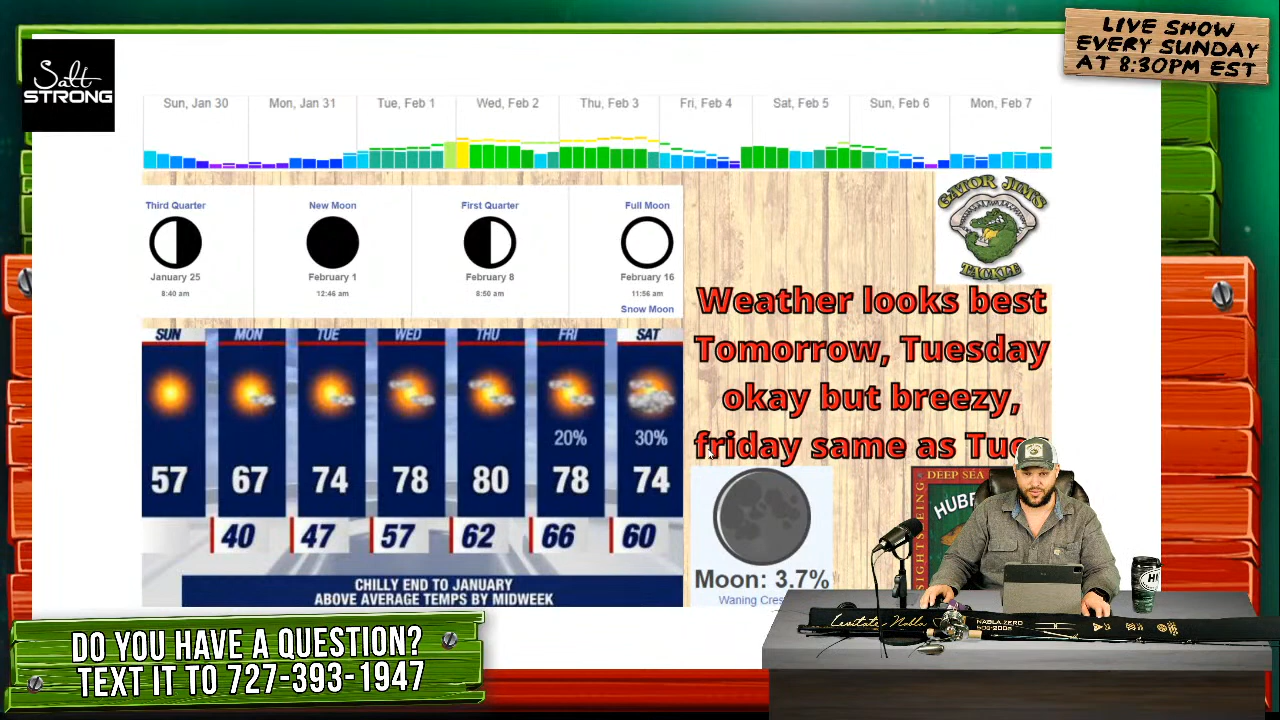 Salt
STRONG
LIVE SHOW
EVERY SUNDAY
AT 8:30PM EST
Sun, Jan 30
Mon, Jan 31
Tue, Feb 1
Wed, Feb 2
Thu, Feb 3
Fri, Feb 4
Sat, Feb 5
Sun, Feb 6
Mon, Feb 7
Third Quarter
New Moon
First Quarter
Full Moon
January 25
February 1
February 8
February 16
8:40 am
12:46 am
8:50 am
11:56 am
Snow Moon
GATOR JIM'S
TACKLE
Weather looks best
Tomorrow, Tuesday
okay but breezy,
friday same as Tue
SUN MON TUE WED THU FRI SAT
20% 30%
57 67 74 78 80 78 74
40 47 57 62 66 60
CHILLY END TO JANUARY
ABOVE AVERAGE TEMPS BY MIDWEEK
Moon: 3.7%
Waning Cres
DEEP SEA
HUB
SIGHTSEEING
Levitate Nabla
NABLA ZERO
DO YOU HAVE A QUESTION?
TEXT IT TO 727-393-1947